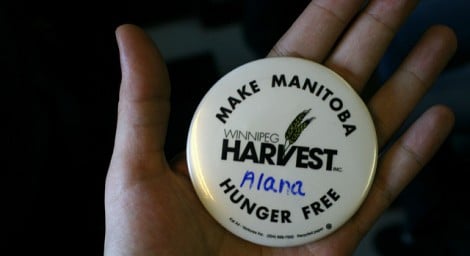 MAKE MANITOBA
WINNIPEG
HARVEST INC.
Alana
HUNGER FREE